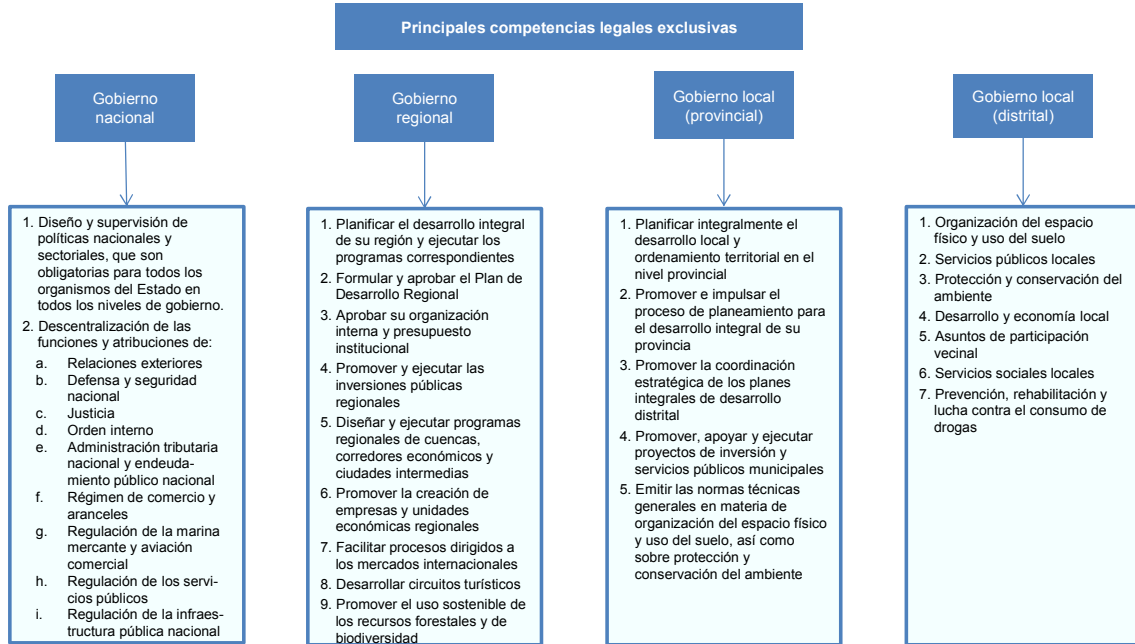 Principales competencias legales exclusivas
Gobierno
nacional
1. Diseño y supervisión de
políticas nacionales y
sectoriales, que son
obligatorias para todos los
organismos del Estado en
todos los niveles de gobierno.
2. Descentralización de las
funciones y atribuciones de:
a. Relaciones exteriores
b. Defensa y seguridad
nacional
c. Justicia
d. Orden interno
e. Administración tributaria
nacional y endeuda-
miento público nacional
f. Régimen de comercio y
aranceles
g. Regulación de la marina
mercante y aviación
comercial
h. Regulación de los servi-
cios públicos
i. Regulación de la infraes-
tructura pública nacional
Gobierno
regional
1. Planificar el desarrollo integral
de su región y ejecutar los
programas correspondientes
2. Formular y aprobar el Plan de
Desarrollo Regional
3. Aprobar su organización
interna y presupuesto
institucional
4. Promover y ejecutar las
inversiones públicas
regionales
5. Diseñar y ejecutar programas
regionales de cuencas,
corredores económicos y
ciudades intermedias
6. Promover la creación de
empresas y unidades
económicas regionales
7. Facilitar procesos dirigidos a
los mercados internacionales
8. Desarrollar circuitos turísticos
9. Promover el uso sostenible de
los recursos forestales y de
biodiversidad
Gobierno local
(provincial)
1. Planificar integralmente el
desarrollo local y
ordenamiento territorial en el
nivel provincial
2. Promover e impulsar el
proceso de planeamiento para
el desarrollo integral de su
provincia
3. Promover la coordinación
estratégica de los planes
integrales de desarrollo
distrital
4. Promover, apoyar y ejecutar
proyectos de inversión y
servicios públicos municipales
5. Emitir las normas técnicas
generales en materia de
organización del espacio físico
y uso del suelo, así como
sobre protección y
conservación del ambiente
Gobierno local
(distrital)
1. Organización del espacio
físico y uso del suelo
2. Servicios públicos locales
3. Protección y conservación del
ambiente
4. Desarrollo y economía local
5. Asuntos de participación
vecinal
6. Servicios sociales locales
7. Prevención, rehabilitación y
lucha contra el consumo de
drogas